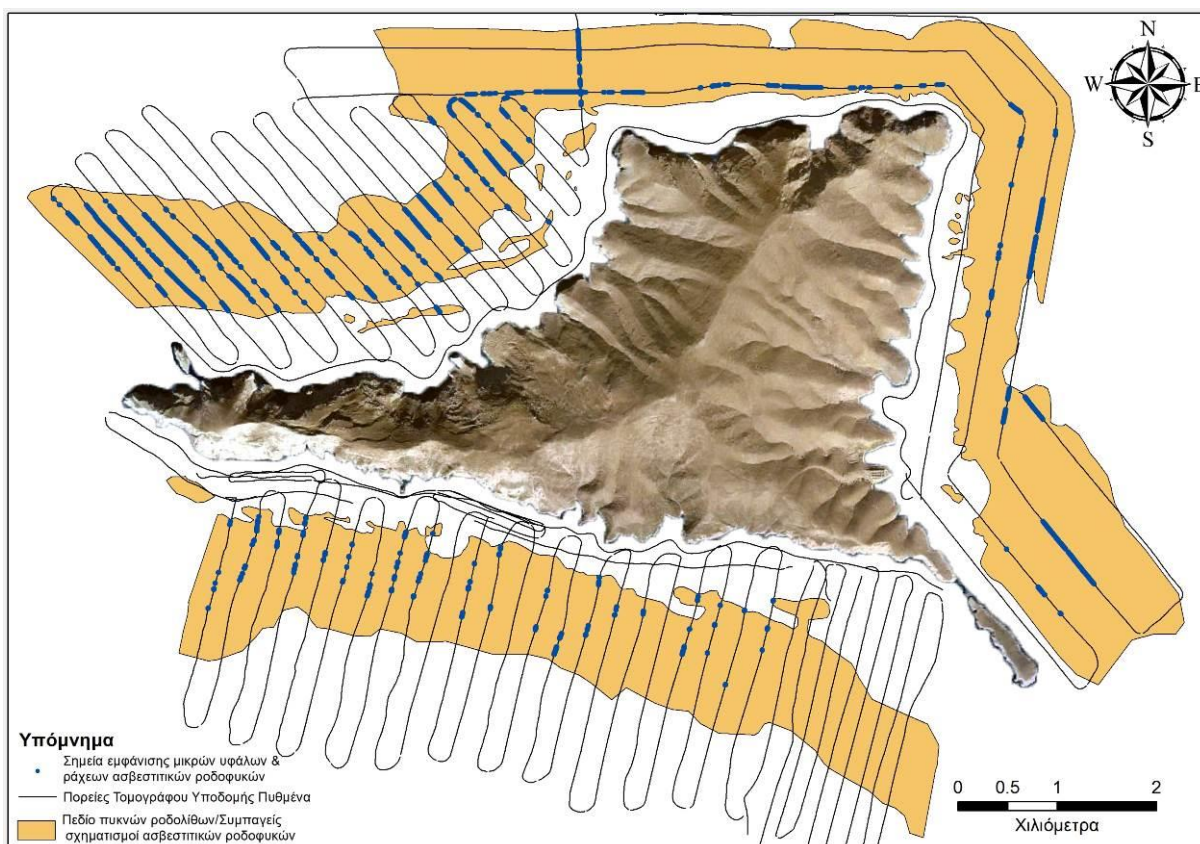 N
W E
S
Υπόμνημα
Σημεία εμφάνισης μικρών υφάλων &
ράχεων ασβεστιτικών ροδοφυκών
Πορείες Τομογράφου Υποδομής Πυθμένα
Πεδίο πυκνών ροδολίθων/Συμπαγείς
σχηματισμοί ασβεστιτικών ροδοφυκών
0 0.5 1 2
Χιλιόμετρα